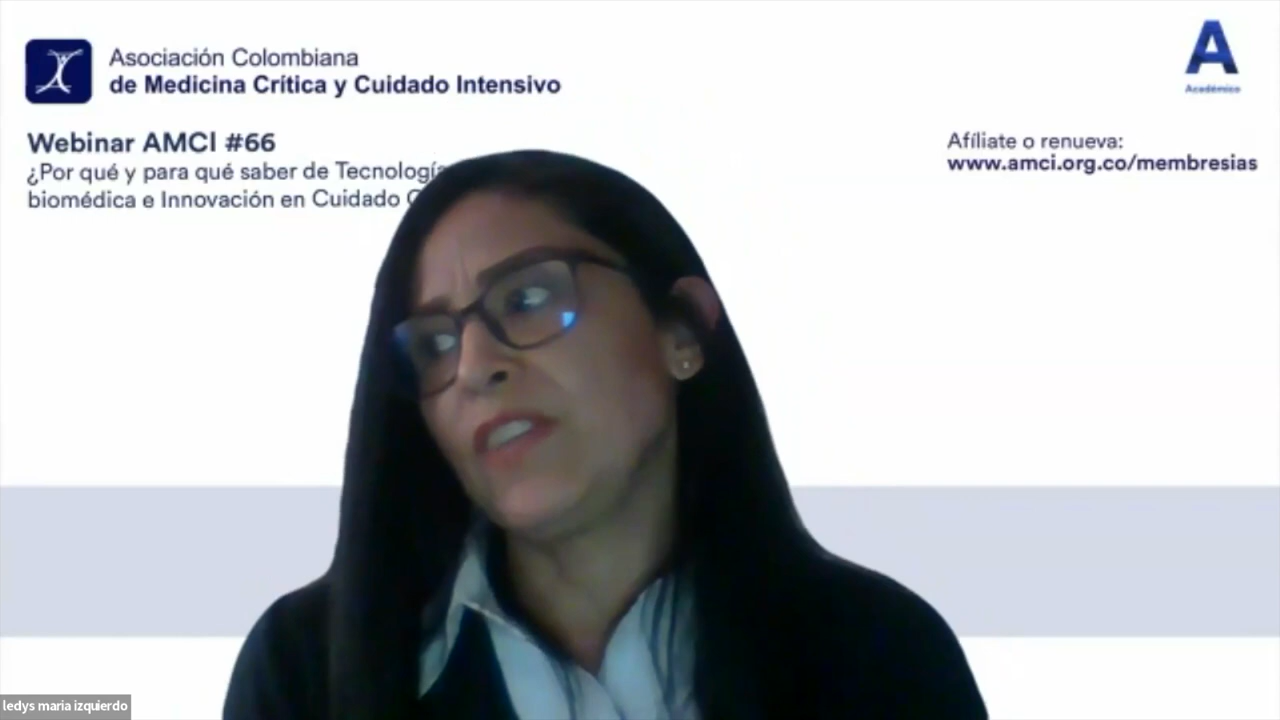 Asociación Colombiana
de Medicina Crítica y Cuidado Intensivo
A
Académico
Webinar AMCI #66
¿Por qué y para qué saber de Tecnología
biomédica e Innovación en Cuidado
Afíliate o renueva:
www.amci.org.co/membresias
ledys maria izquierdo